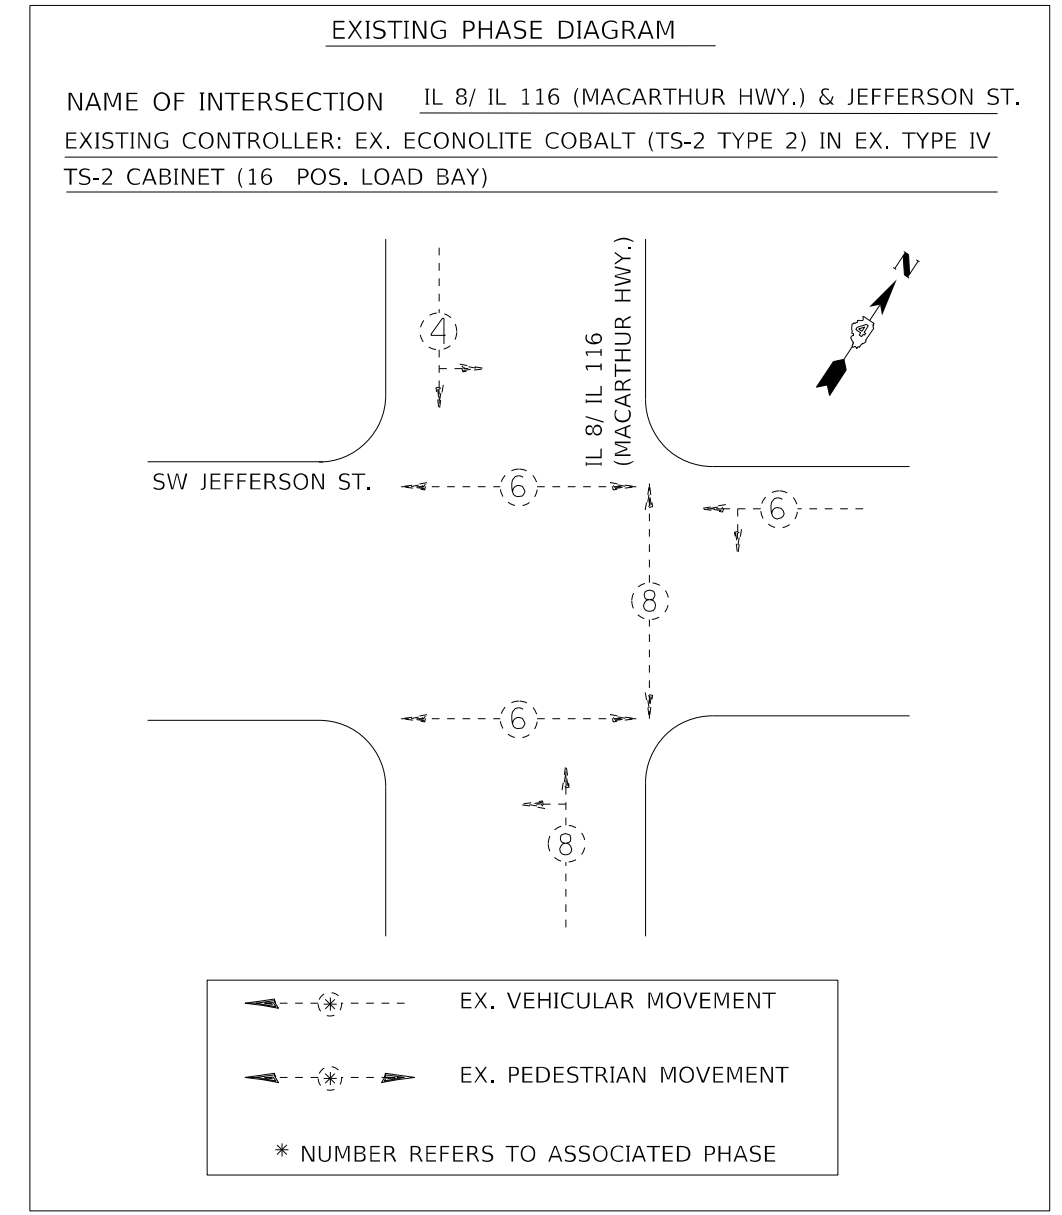 EXISTING PHASE DIAGRAM
NAME OF INTERSECTION IL 8/ IL 116 (MACARTHUR HWY.) & JEFFERSON ST.
EXISTING CONTROLLER: EX. ECONOLITE COBALT (TS-2 TYPE 2) IN EX. TYPE IV
TS-2 CABINET (16 POS. LOAD BAY)
N
4
4
IL 8/ IL 116
(MACARTHUR HWY.)
SW JEFFERSON ST.
6
6
8
6
8
* EX. VEHICULAR MOVEMENT
* EX. PEDESTRIAN MOVEMENT
* NUMBER REFERS TO ASSOCIATED PHASE